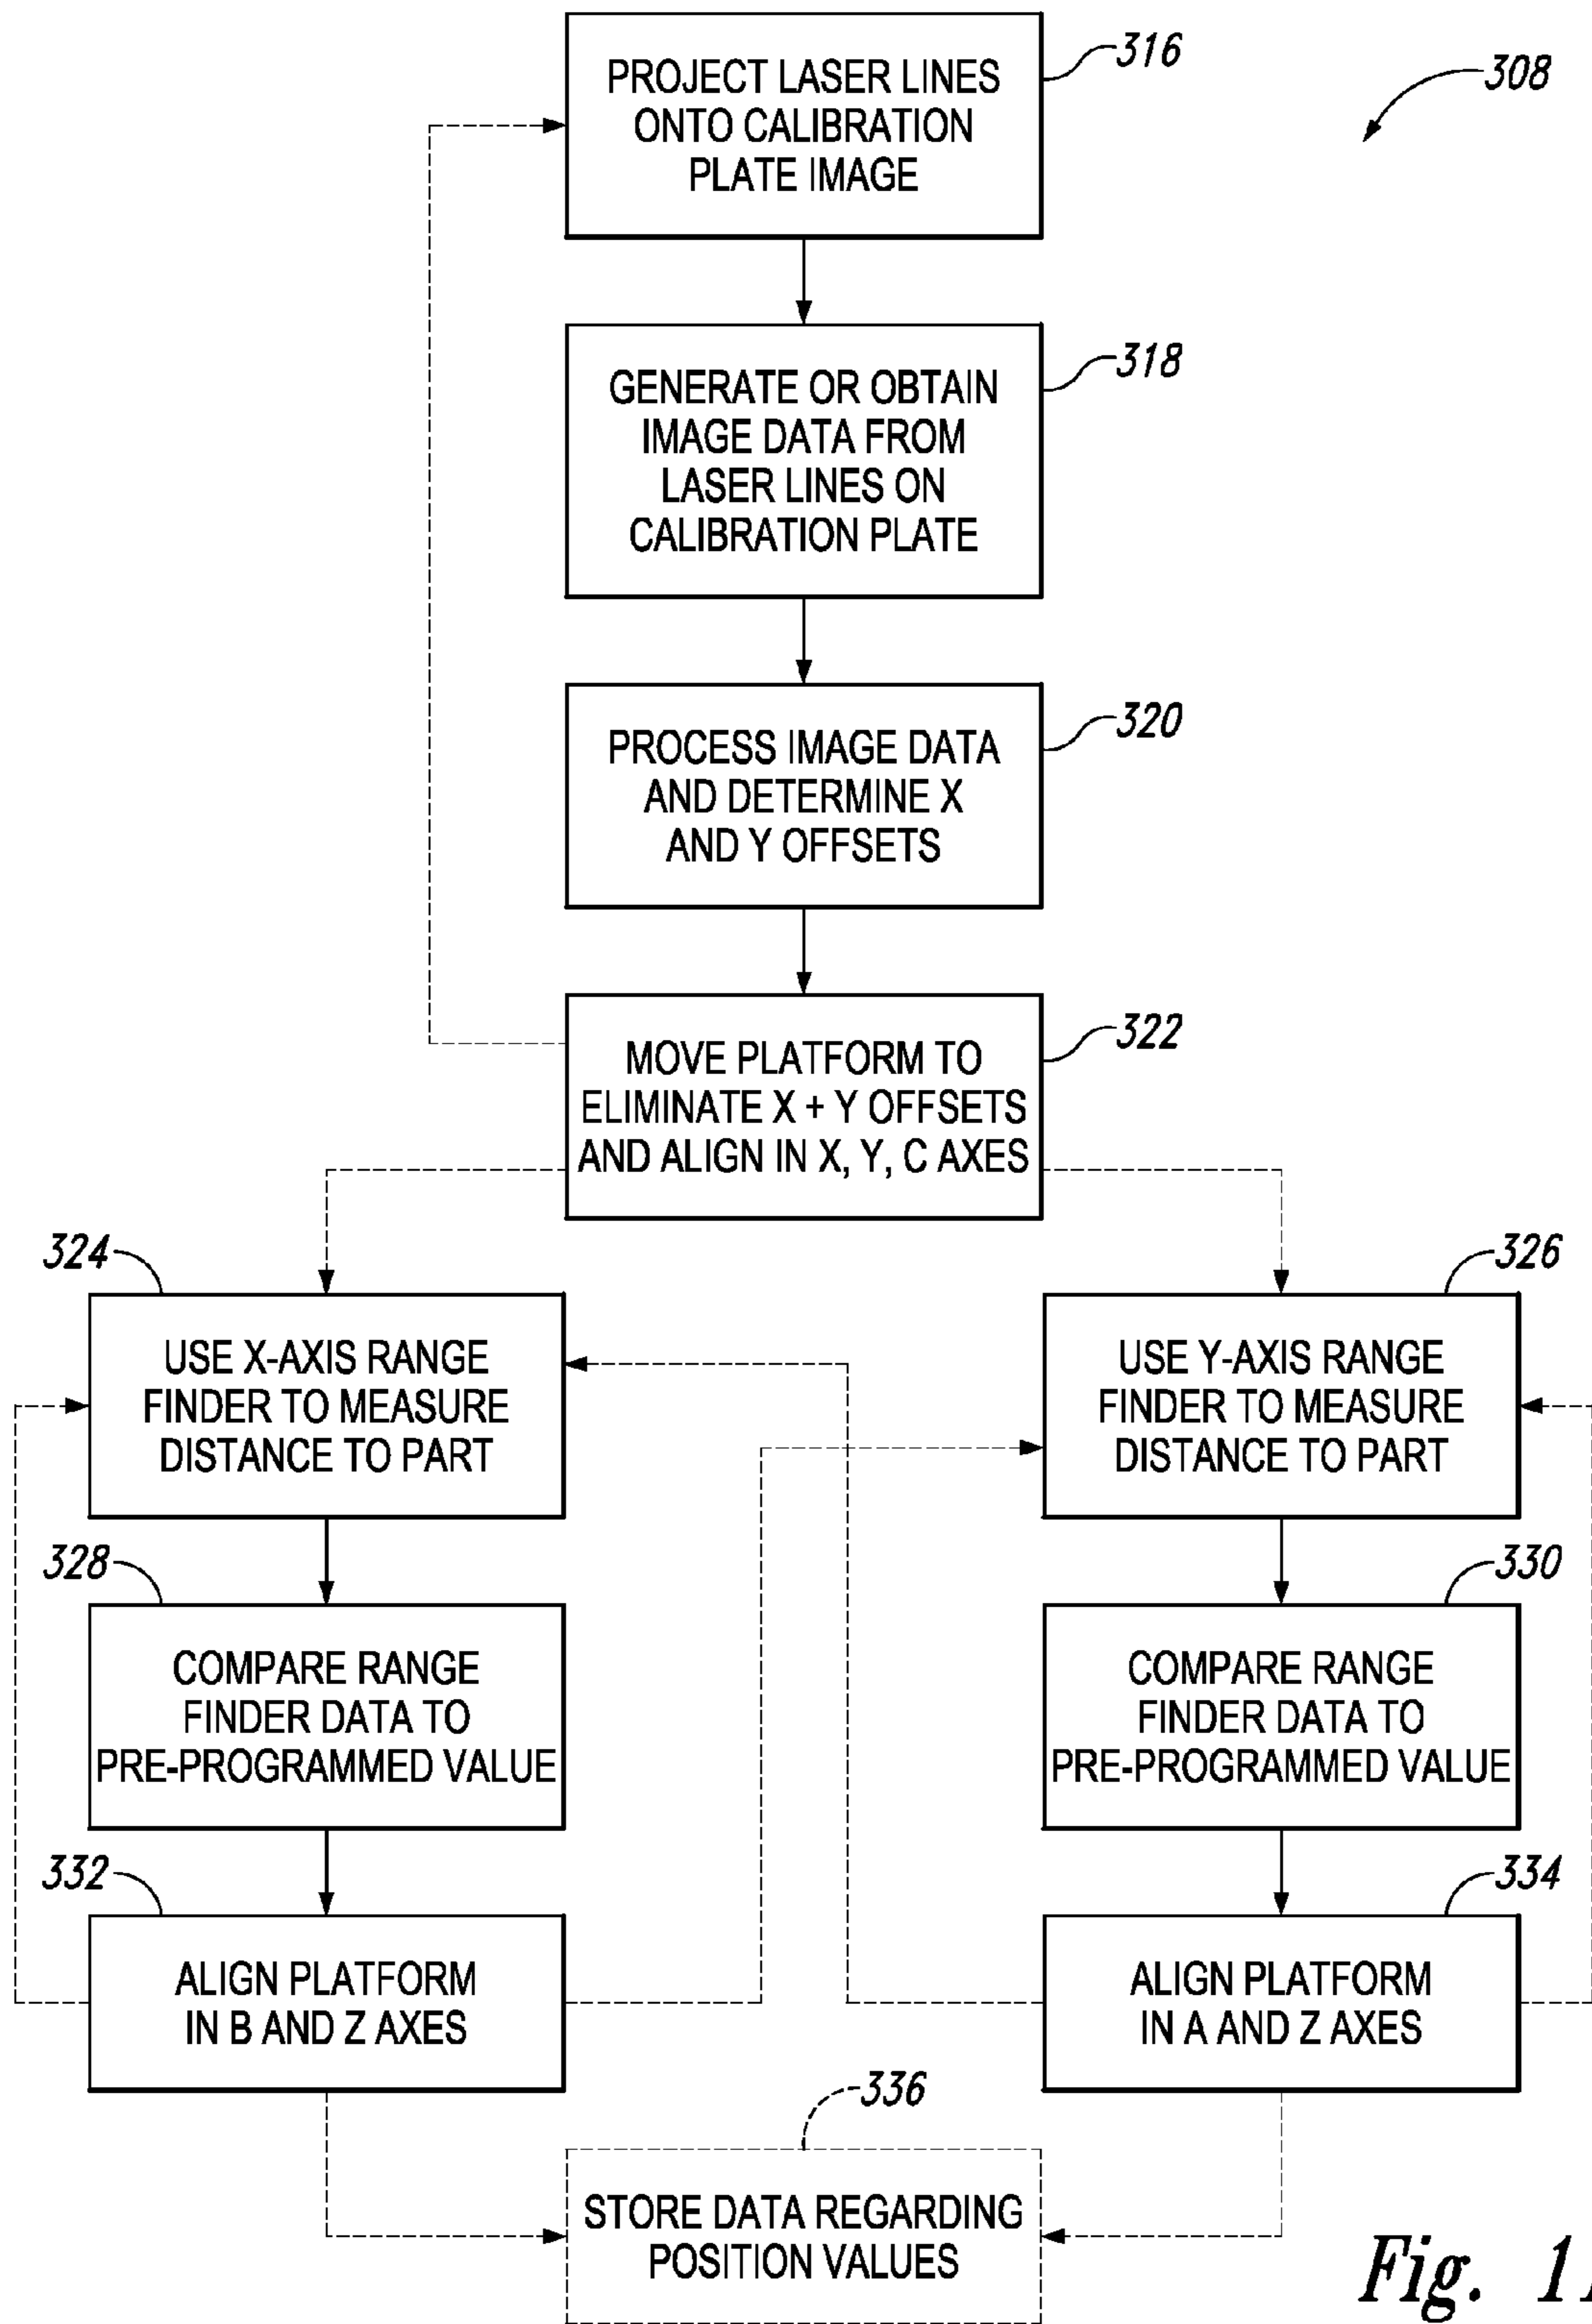 316
308
PROJECT LASER LINES
ONTO CALIBRATION
PLATE IMAGE
318
GENERATE OR OBTAIN
IMAGE DATA FROM
LASER LINES ON
CALIBRATION PLATE
320
PROCESS IMAGE DATA
AND DETERMINE X
AND Y OFFSETS
322
MOVE PLATFORM TO
ELIMINATE X + Y OFFSETS
AND ALIGN IN X, Y, C AXES
324
326
USE X-AXIS RANGE
FINDER TO MEASURE
DISTANCE TO PART
USE Y-AXIS RANGE
FINDER TO MEASURE
DISTANCE TO PART
328
330
COMPARE RANGE
FINDER DATA TO
PRE-PROGRAMMED VALUE
COMPARE RANGE
FINDER DATA TO
PRE-PROGRAMMED VALUE
332
334
ALIGN PLATFORM
IN B AND Z AXES
ALIGN PLATFORM
IN A AND Z AXES
336
STORE DATA REGARDING
POSITION VALUES
Fig.